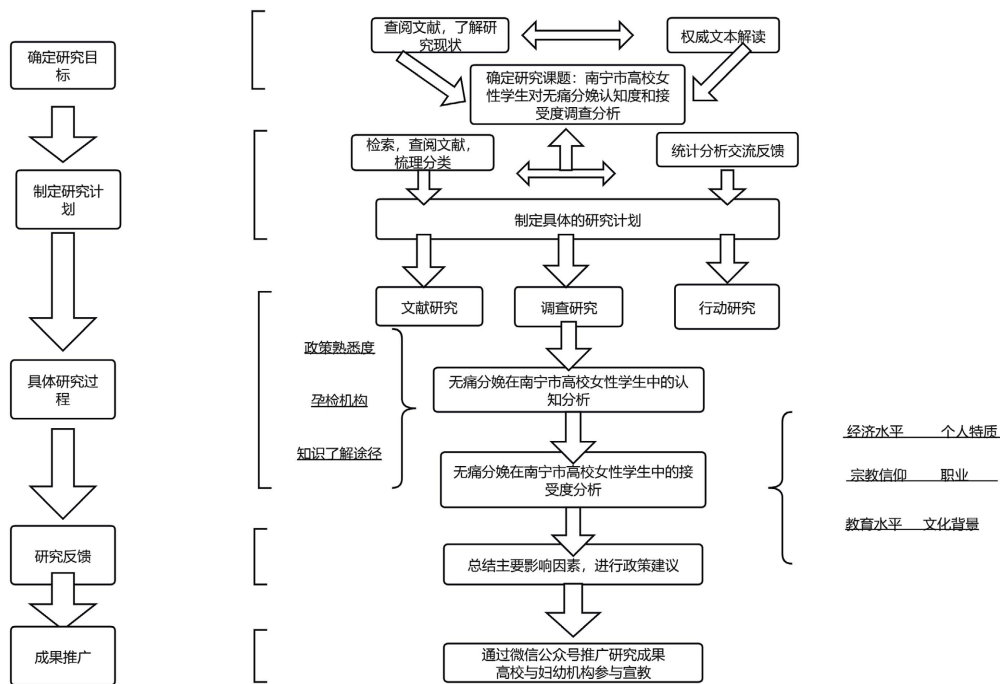 确定研究目
标
制定研究计
划
具体研究过
程
研究反馈
成果推广
查阅文献，了解研
究现状
权威文本解读
确定研究课题：南宁市高校女
性学生对无痛分娩认知度和接
受度调查分析
检索，查阅文献，
梳理分类
统计分析交流反馈
制定具体的研究计划
文献研究
调查研究
行动研究
政策熟悉度
孕检机构
知识了解途径
无痛分娩在南宁市高校女性学生中的认
知分析
无痛分娩在南宁市高校女性学生中的接
受度分析
经济水平 个人特质
宗教信仰 职业
教育水平 文化背景
总结主要影响因素，进行政策建议
通过微信公众号推广研究成果
高校与妇幼机构参与宣教